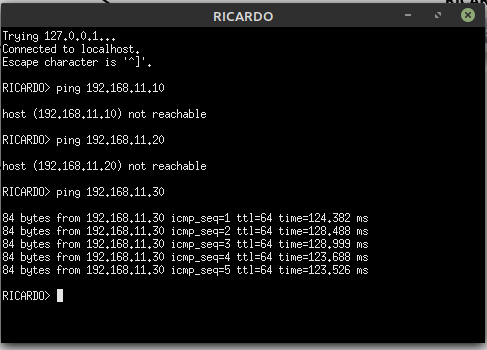 RICARDO
Trying 127.0.0.1...
Connected to localhost.
Escape character is '^]'.
RICARDO> ping 192.168.11.10
host (192.168.11.10) not reachable
RICARDO> ping 192.168.11.20
host (192.168.11.20) not reachable
RICARDO> ping 192.168.11.30
84 bytes from 192.168.11.30 icmp_seq=1 ttl=64 time=124.382 ms
84 bytes from 192.168.11.30 icmp_seq=2 ttl=64 time=128.488 ms
84 bytes from 192.168.11.30 icmp_seq=3 ttl=64 time=128.999 ms
84 bytes from 192.168.11.30 icmp_seq=4 ttl=64 time=123.688 ms
84 bytes from 192.168.11.30 icmp_seq=5 ttl=64 time=123.526 ms
RICARDO>